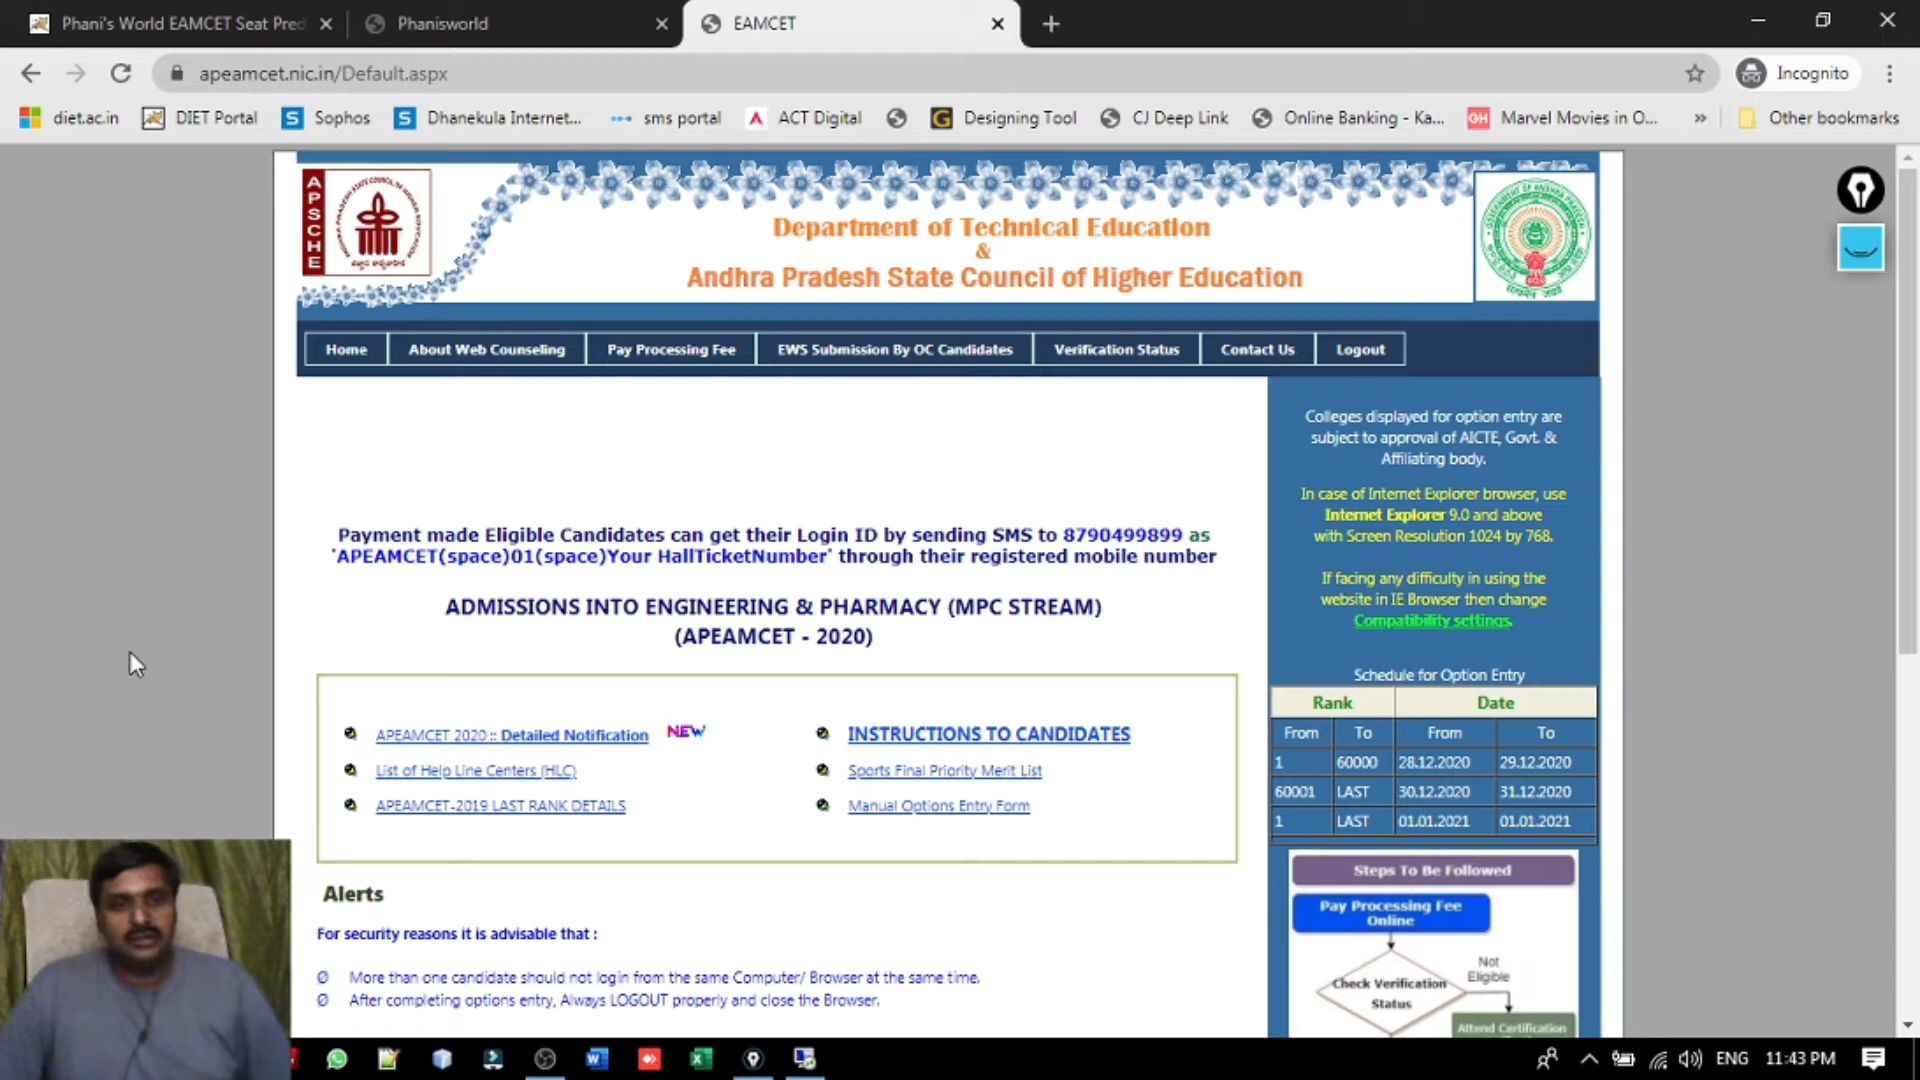 Phani's World EAMCET Seat Pred
Phanisworld
EAMCET
apeamcet.nic.in/Default.aspx
Incognito
diet.ac.in
DIET Portal
Sophos
Dhanekula Internet...
sms portal
ACT Digital
Designing Tool
CJ Deep Link
Online Banking - Ka...
Marvel Movies in O...
Other bookmarks
APSCHE
Department of Technical Education
&
Andhra Pradesh State Council of Higher Education
Home
About Web Counseling
Pay Processing Fee
EWS Submission By OC Candidates
Verification Status
Contact Us
Logout
Payment made Eligible Candidates can get their Login ID by sending SMS to 8790499899 as
'APEAMCET(space)01(space)Your HallTicketNumber' through their registered mobile number
ADMISSIONS INTO ENGINEERING & PHARMACY (MPC STREAM)
(APEAMCET - 2020)
APEAMCET 2020 :: Detailed Notification NEW
List of Help Line Centers (HLC)
APEAMCET-2019 LAST RANK DETAILS
INSTRUCTIONS TO CANDIDATES
Sports Final Priority Merit List
Manual Options Entry Form
Alerts
For security reasons it is advisable that :
Ø More than one candidate should not login from the same Computer/ Browser at the same time.
Ø After completing options entry, Always LOGOUT properly and close the Browser.
Colleges displayed for option entry are
subject to approval of AICTE, Govt. &
Affiliating body.
In case of Internet Explorer browser, use
Internet Explorer 9.0 and above
with Screen Resolution 1024 by 768.
If facing any difficulty in using the
website in IE Browser then change
Compatibility settings.
Schedule for Option Entry
Rank Date
From To From To
1 60000 28.12.2020 29.12.2020
60001 LAST 30.12.2020 31.12.2020
1 LAST 01.01.2021 01.01.2021
Steps To Be Followed
Pay Processing Fee
Online
Not
Eligible
Check Verification
Status
Attend Certification
ENG
11:43 PM